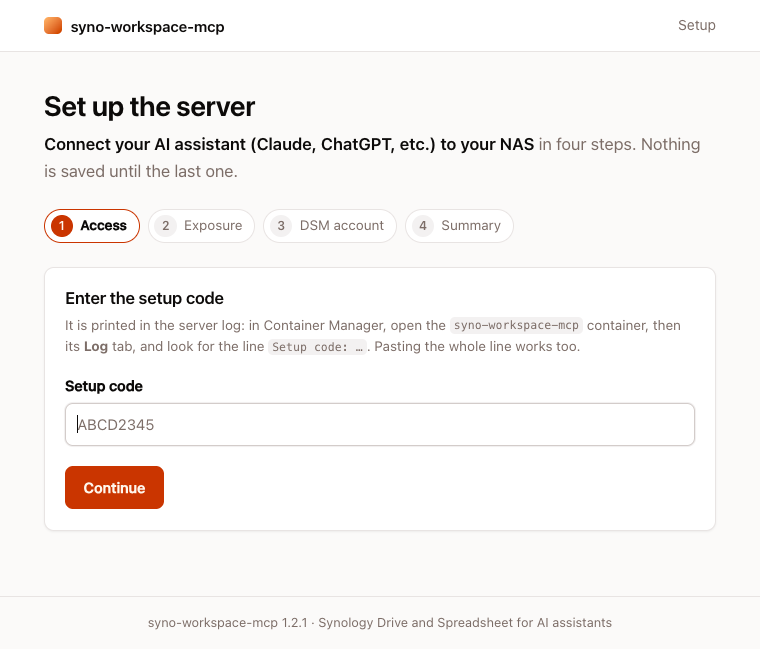 syno-workspace-mcp
Setup
Set up the server
Connect your AI assistant (Claude, ChatGPT, etc.) to your NAS in four steps. Nothing
is saved until the last one.
1 Access
2 Exposure
3 DSM account
4 Summary
Enter the setup code
It is printed in the server log: in Container Manager, open the syno-workspace-mcp container, then
its Log tab, and look for the line Setup code: …. Pasting the whole line works too.
Setup code
ABCD2345
Continue
syno-workspace-mcp 1.2.1 · Synology Drive and Spreadsheet for AI assistants